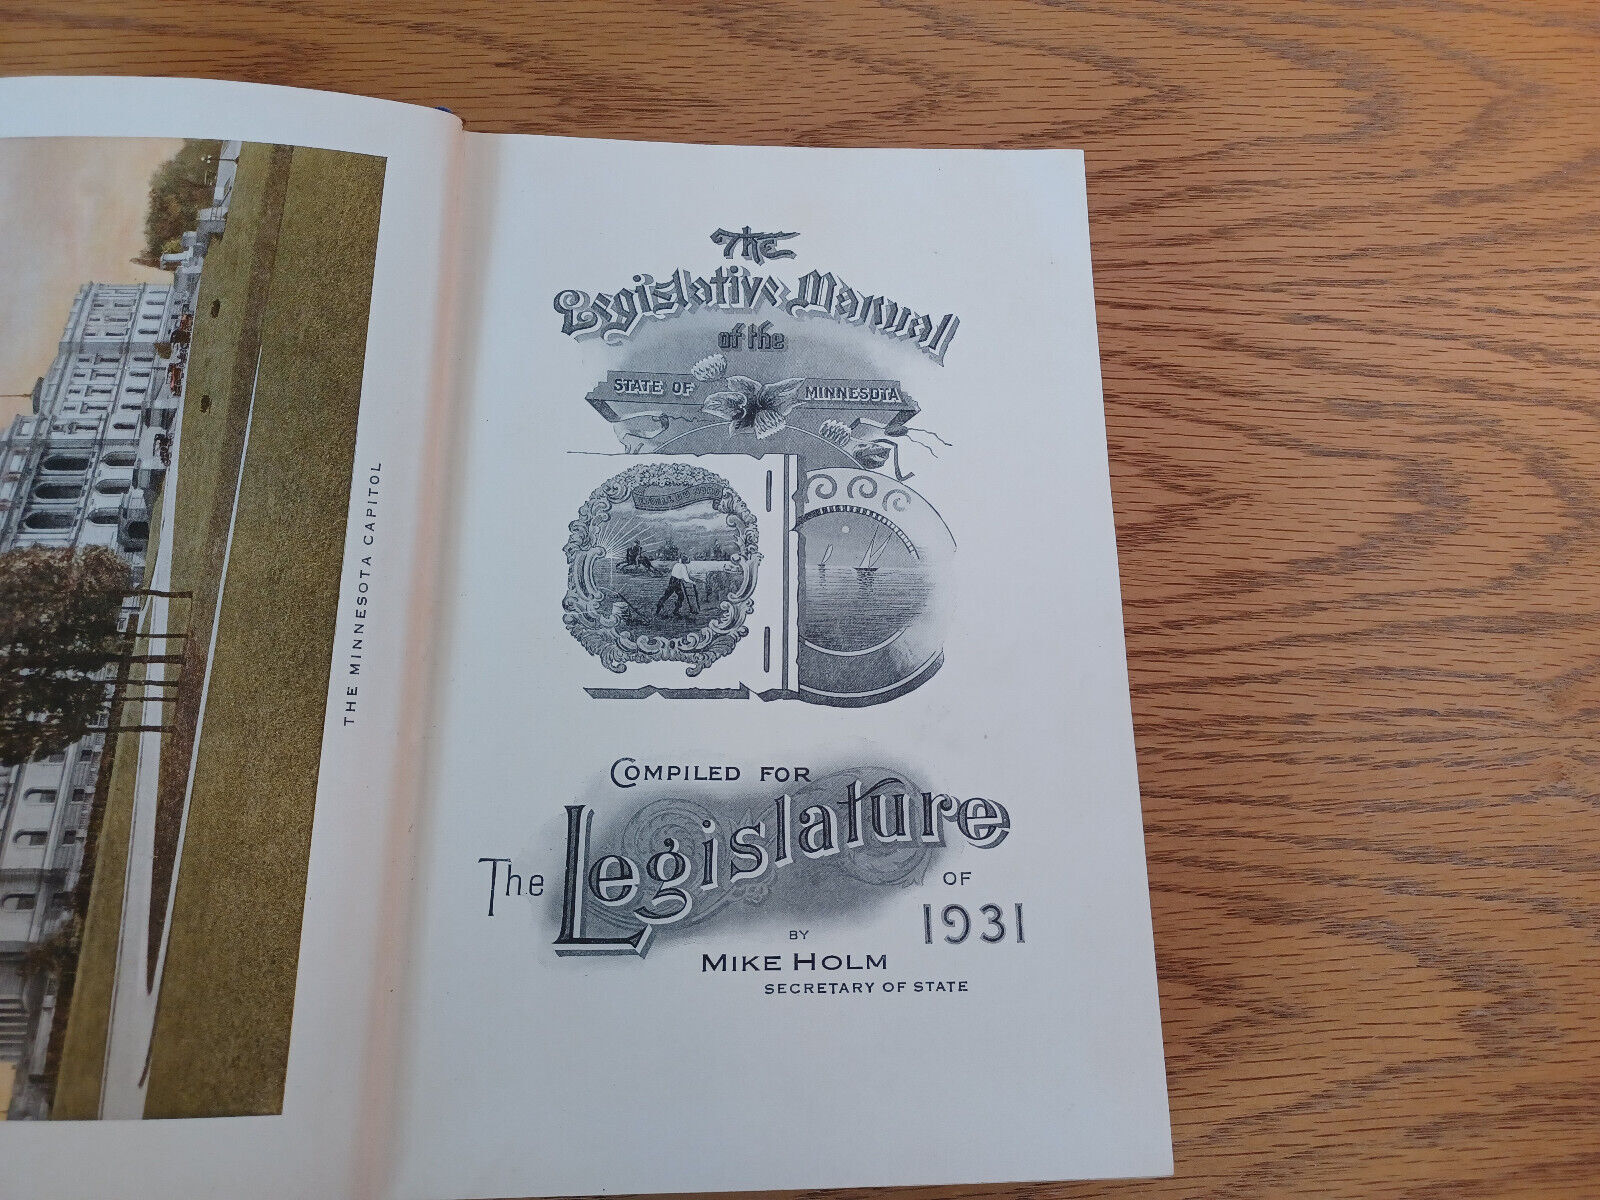 THE MINNESOTA CAPITOL
The
Legislative Manual
of the
STATE OF MINNESOTA
COMPILED FOR
The Legislature
OF
1931
BY
MIKE HOLM
SECRETARY OF STATE